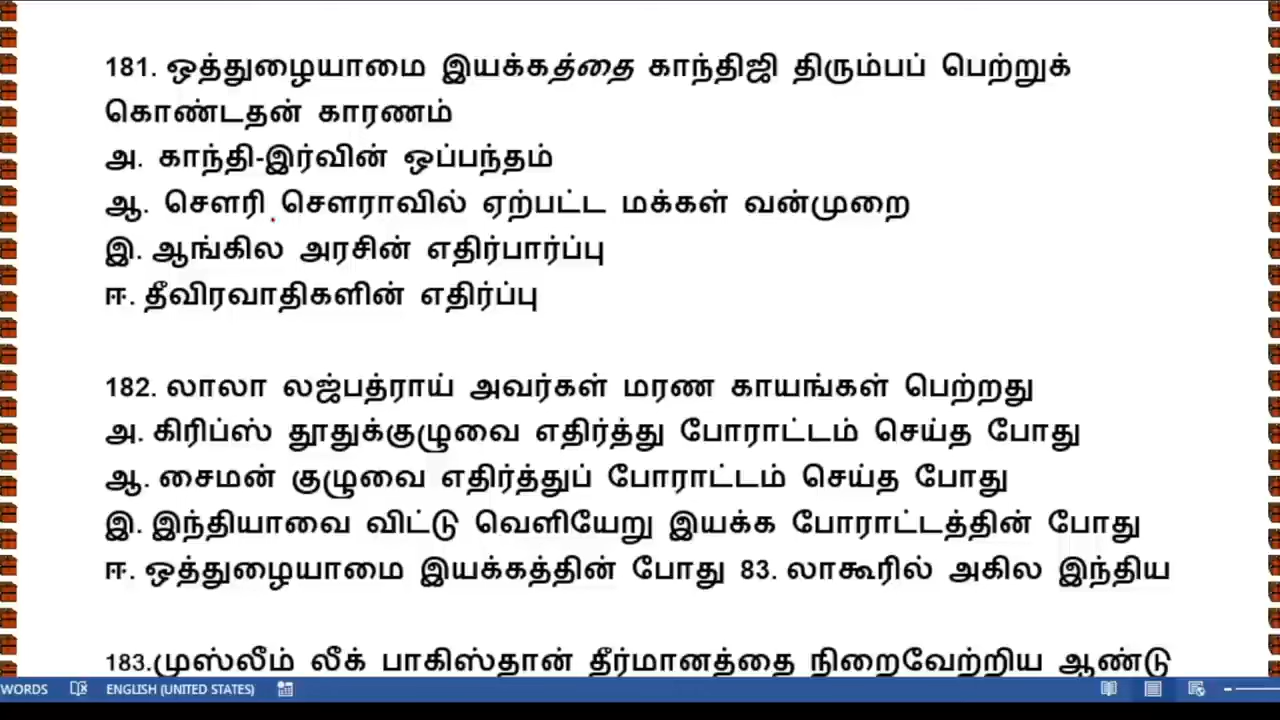 181. ஒத்துழையாமை இயக்கத்தை காந்திஜி திரும்பப் பெற்றுக்
கொண்டதன் காரணம்
அ. காந்தி-இர்வின் ஒப்பந்தம்
ஆ. சௌரி சௌராவில் ஏற்பட்ட மக்கள் வன்முறை
இ. ஆங்கில அரசின் எதிர்பார்ப்பு
ஈ. தீவிரவாதிகளின் எதிர்ப்பு
182. லாலா லஜ்பத்ராய் அவர்கள் மரண காயங்கள் பெற்றது
அ. கிரிப்ஸ் தூதுக்குழுவை எதிர்த்து போராட்டம் செய்த போது
ஆ. சைமன் குழுவை எதிர்த்துப் போராட்டம் செய்த போது
இ. இந்தியாவை விட்டு வெளியேறு இயக்க போராட்டத்தின் போது
ஈ. ஒத்துழையாமை இயக்கத்தின் போது 83. லாகூரில் அகில இந்திய
183.முஸ்லீம் லீக் பாகிஸ்தான் தீர்மானத்தை நிறைவேற்றிய ஆண்டு
WORDS ENGLISH (UNITED STATES)